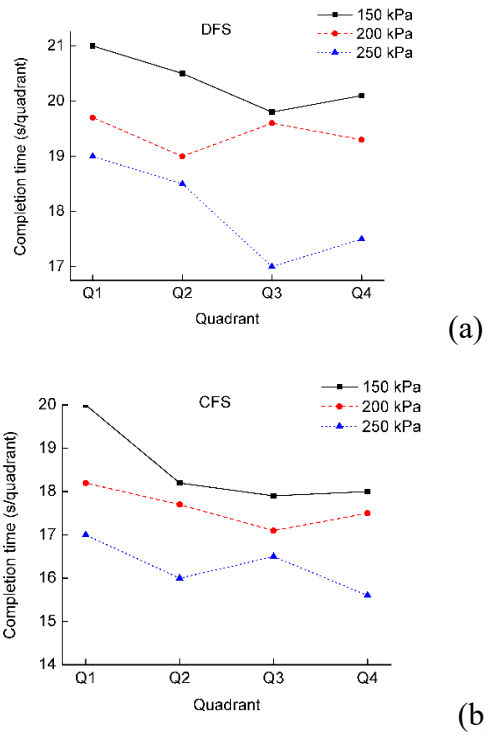 DFS
150 kPa
200 kPa
250 kPa
21
20
19
18
17
Completion time (s/quadrant)
Q1 Q2 Q3 Q4
Quadrant
(a)
CFS
150 kPa
200 kPa
250 kPa
20
19
18
17
16
15
14
Completion time (s/quadrant)
Q1 Q2 Q3 Q4
Quadrant
(b